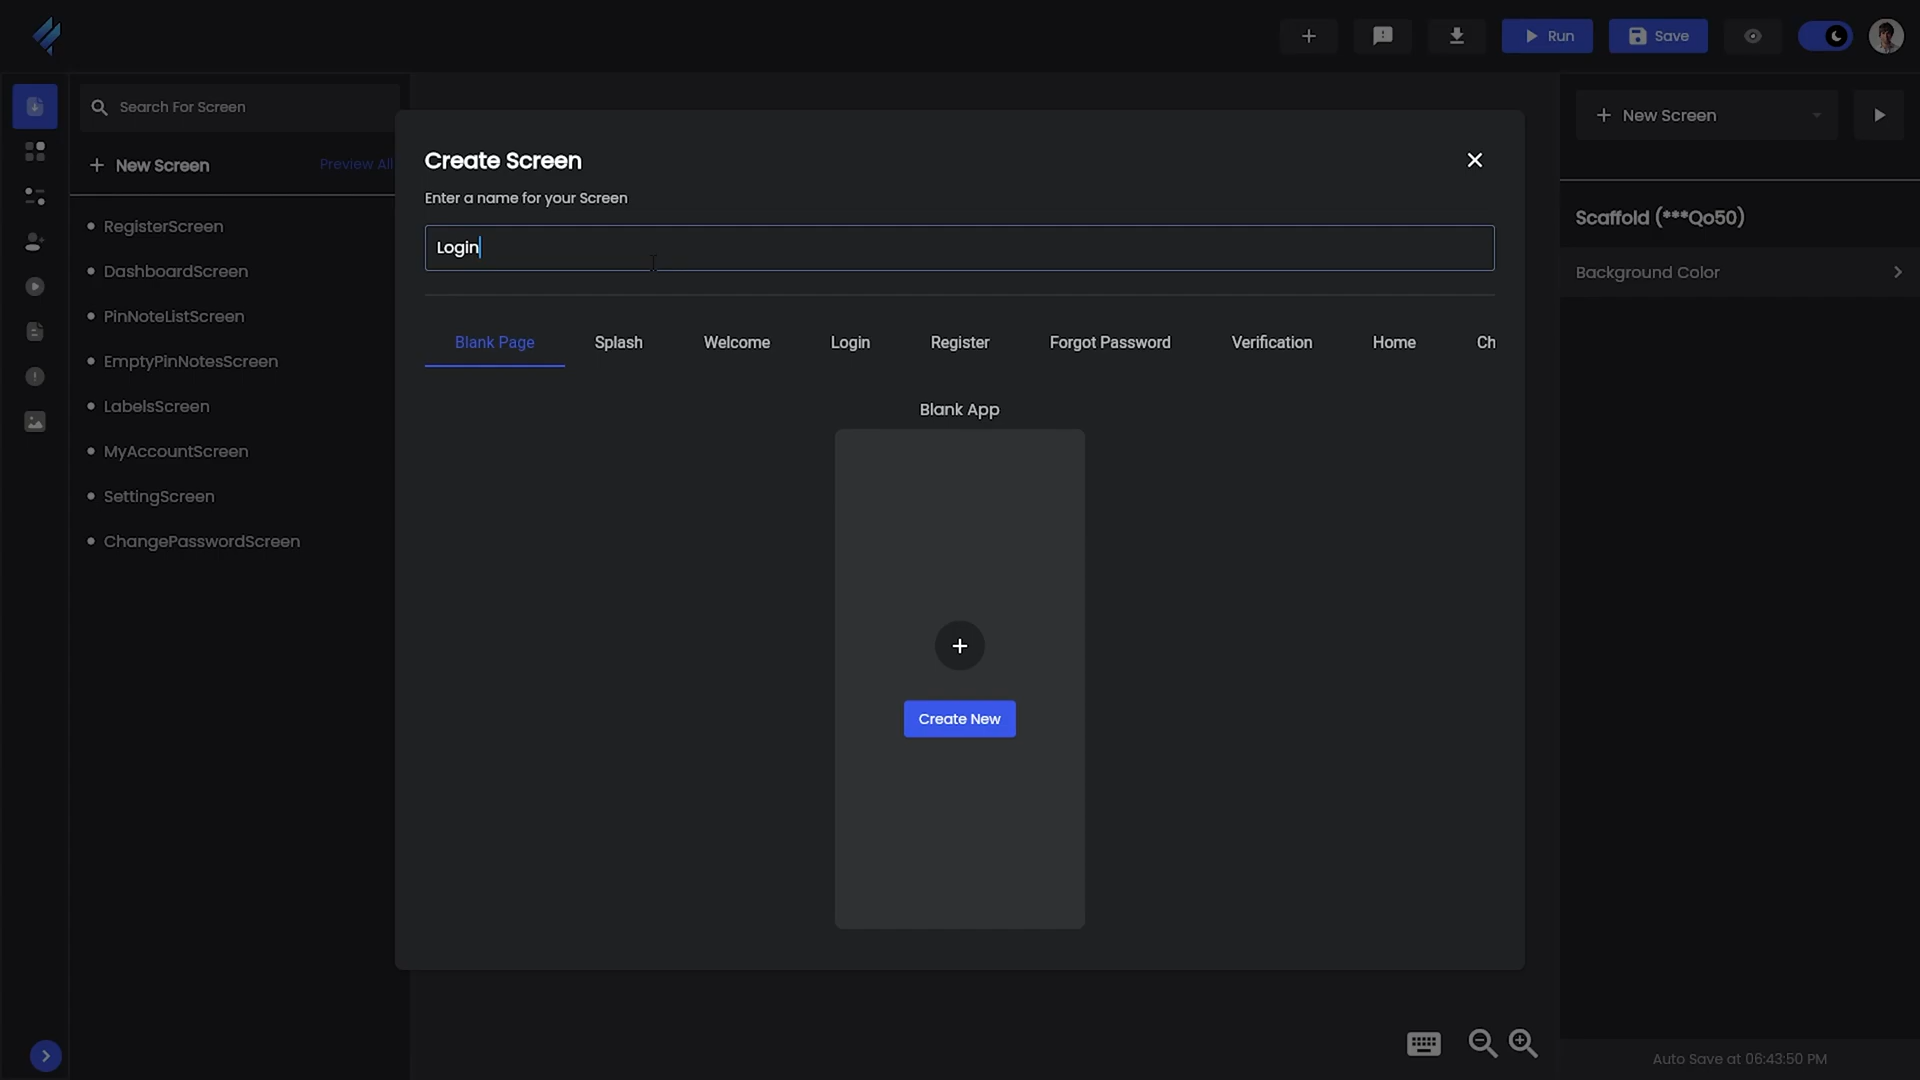 Run
Save
Search For Screen
New Screen
Preview All
RegisterScreen
DashboardScreen
PinNoteListScreen
EmptyPinNotesScreen
LabelsScreen
MyAccountScreen
SettingScreen
ChangePasswordScreen
Create Screen
Enter a name for your Screen
Login
Blank Page Splash Welcome Login Register Forgot Password Verification Home Ch
Blank App
Create New
New Screen
Scaffold (***Qo50)
Background Color
Auto Save at 06:43:50 PM